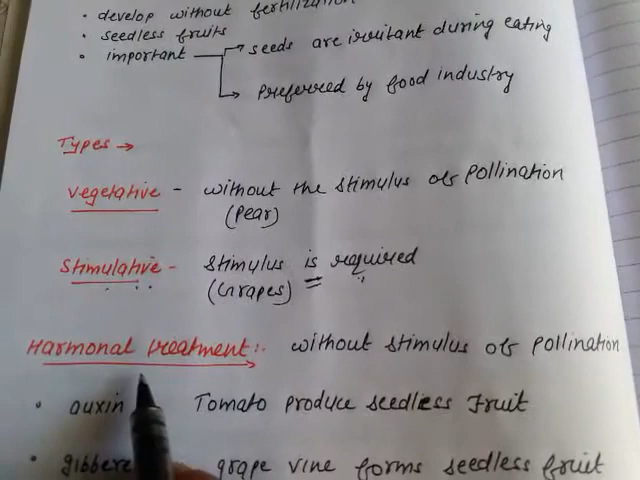 • develop without fertilization
• seedless fruits
• important → seeds are irritant during eating
→ Preferred by food industry
Types →
Vegetative - without the stimulus of Pollination
(Pear)
Stimulative - Stimulus is required
(Grapes)
Harmonal treatment:- without stimulus of Pollination
• auxin Tomato produce seedless Fruit
• grape vine forms seedless fruit